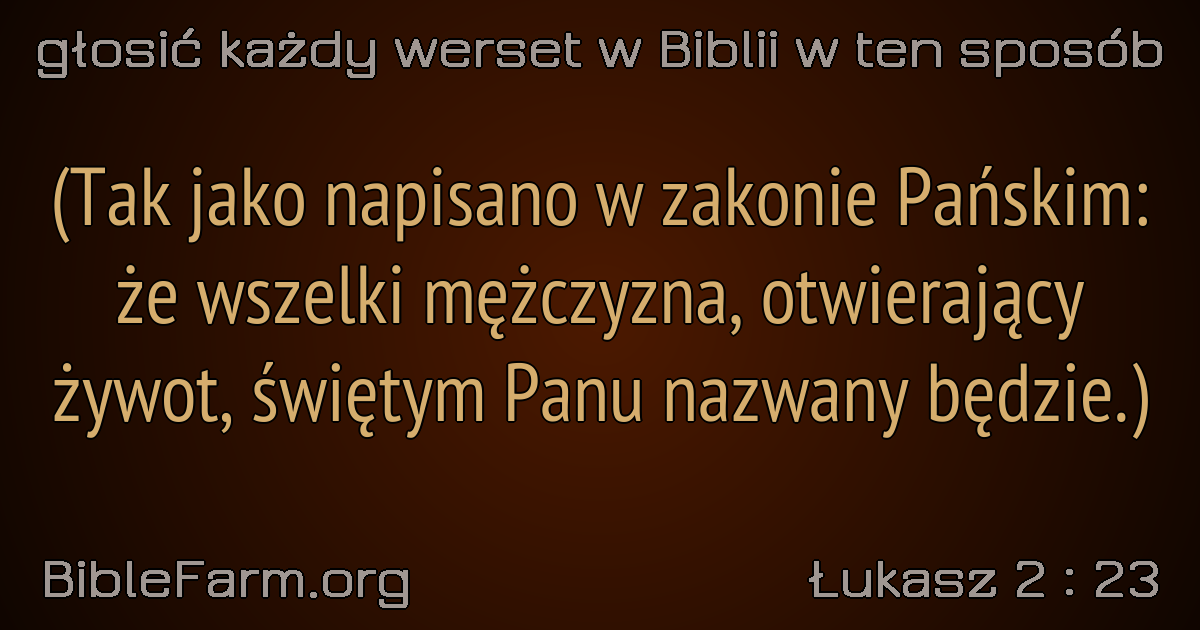 głosić każdy werset w Biblii w ten sposób
(Tak jako napisano w zakonie Pańskim:
że wszelki mężczyzna, otwierający
żywot, świętym Panu nazwany będzie.)
BibleFarm.org
Łukasz 2 : 23